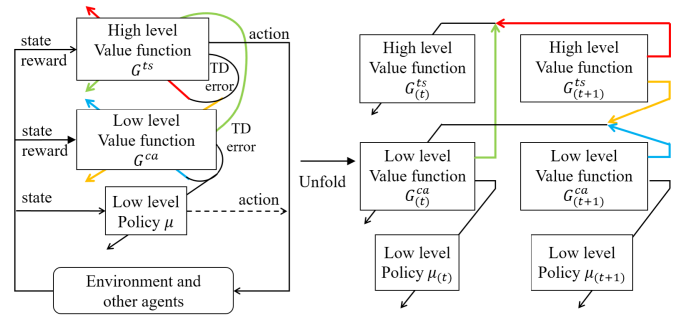 state
reward
High level
Value function
G^{ts}
action
TD
error
state
reward
Low level
Value function
G^{ca}
TD
error
state
Low level
Policy μ
action
Environment and
other agents
Unfold
High level
Value function
G^{ts}_{(t)}
High level
Value function
G^{ts}_{(t+1)}
Low level
Value function
G^{ca}_{(t)}
Low level
Value function
G^{ca}_{(t+1)}
Low level
Policy μ_{(t)}
Low level
Policy μ_{(t+1)}